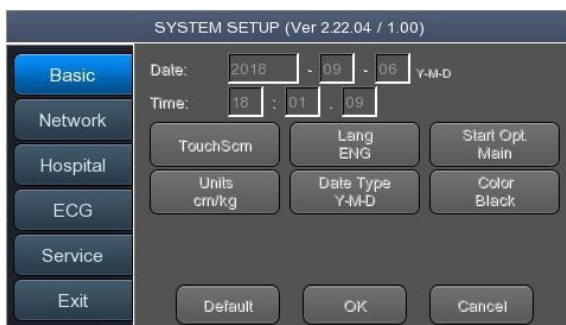 SYSTEM SETUP (Ver 2.22.04 / 1.00)
Basic
Network
Hospital
ECG
Service
Exit
Date: 2018 - 09 - 06 Y-M-D
Time: 18 : 01 . 09
TouchScrn
Lang
ENG
Start Opt.
Main
Units
cm/kg
Date Type
Y-M-D
Color
Black
Default
OK
Cancel